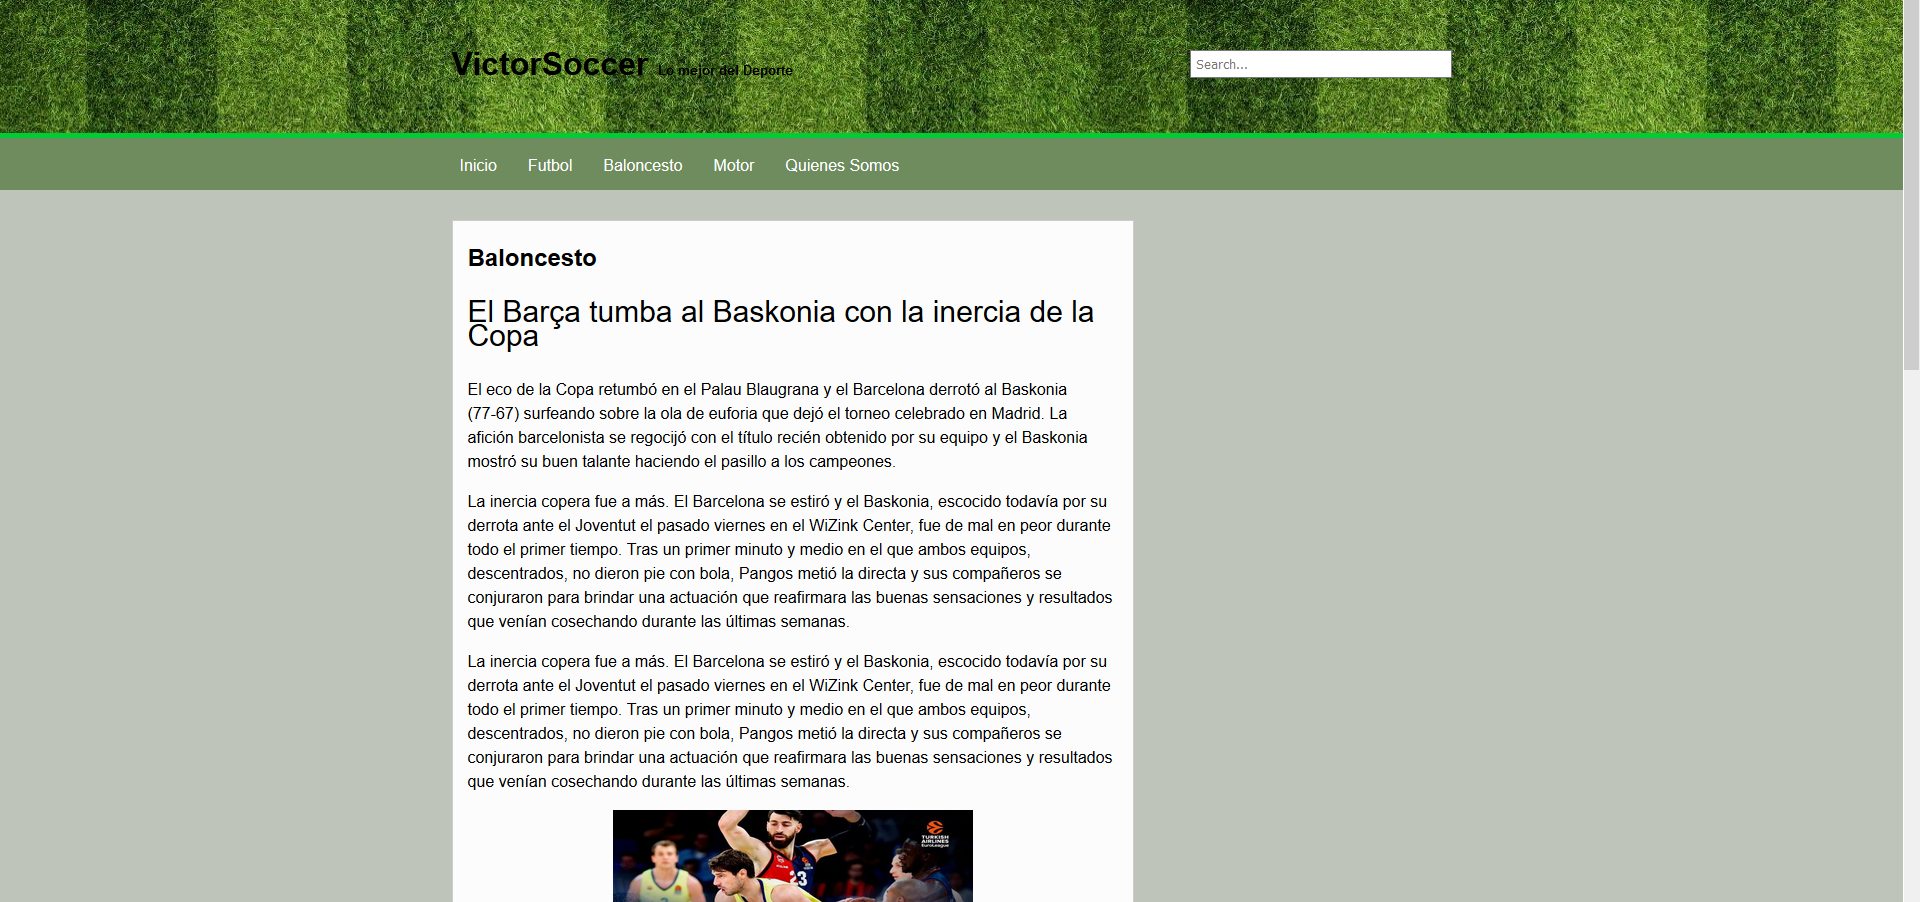 VictorSoccer Lo mejor del Deporte
Search...
Inicio Futbol Baloncesto Motor Quienes Somos
Baloncesto
El Barça tumba al Baskonia con la inercia de la
Copa
El eco de la Copa retumbó en el Palau Blaugrana y el Barcelona derrotó al Baskonia
(77-67) surfeando sobre la ola de euforia que dejó el torneo celebrado en Madrid. La
afición barcelonista se regocijó con el título recién obtenido por su equipo y el Baskonia
mostró su buen talante haciendo el pasillo a los campeones.
La inercia copera fue a más. El Barcelona se estiró y el Baskonia, escocido todavía por su
derrota ante el Joventut el pasado viernes en el WiZink Center, fue de mal en peor durante
todo el primer tiempo. Tras un primer minuto y medio en el que ambos equipos,
descentrados, no dieron pie con bola, Pangos metió la directa y sus compañeros se
conjuraron para brindar una actuación que reafirmara las buenas sensaciones y resultados
que venían cosechando durante las últimas semanas.
La inercia copera fue a más. El Barcelona se estiró y el Baskonia, escocido todavía por su
derrota ante el Joventut el pasado viernes en el WiZink Center, fue de mal en peor durante
todo el primer tiempo. Tras un primer minuto y medio en el que ambos equipos,
descentrados, no dieron pie con bola, Pangos metió la directa y sus compañeros se
conjuraron para brindar una actuación que reafirmara las buenas sensaciones y resultados
que venían cosechando durante las últimas semanas.
TURKISH
AIRLINES
EuroLeague
23